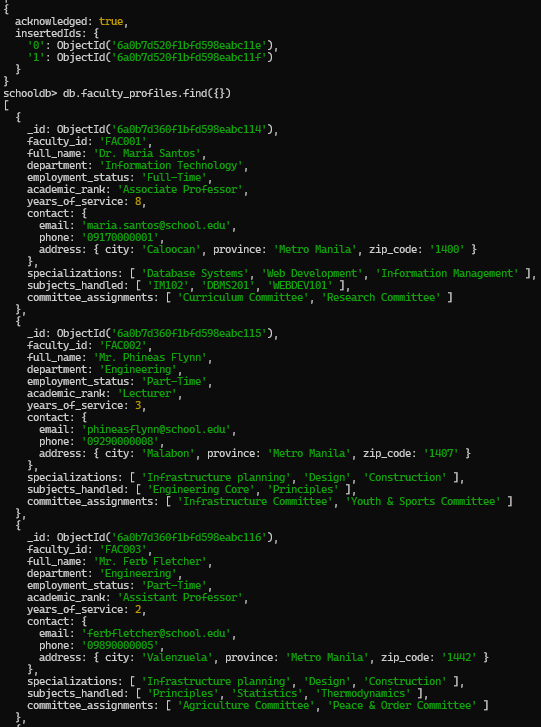 {
  acknowledged: true,
  insertedIds: {
    '0': ObjectId('6a0b7d520f1bfd598eabc11e'),
    '1': ObjectId('6a0b7d520f1bfd598eabc11f')
  }
}
schooldb> db.faculty_profiles.find({})
[
  {
    _id: ObjectId('6a0b7d360f1bfd598eabc114'),
    faculty_id: 'FAC001',
    full_name: 'Dr. Maria Santos',
    department: 'Information Technology',
    employment_status: 'Full-Time',
    academic_rank: 'Associate Professor',
    years_of_service: 8,
    contact: {
      email: 'maria.santos@school.edu',
      phone: '09170000001',
      address: { city: 'Caloocan', province: 'Metro Manila', zip_code: '1400' }
    },
    specializations: [ 'Database Systems', 'Web Development', 'Information Management' ],
    subjects_handled: [ 'IM102', 'DBMS201', 'WEBDEV101' ],
    committee_assignments: [ 'Curriculum Committee', 'Research Committee' ]
  },
  {
    _id: ObjectId('6a0b7d360f1bfd598eabc115'),
    faculty_id: 'FAC002',
    full_name: 'Mr. Phineas Flynn',
    department: 'Engineering',
    employment_status: 'Part-Time',
    academic_rank: 'Lecturer',
    years_of_service: 3,
    contact: {
      email: 'phineasflynn@school.edu',
      phone: '09290000008',
      address: { city: 'Malabon', province: 'Metro Manila', zip_code: '1407' }
    },
    specializations: [ 'Infrastructure planning', 'Design', 'Construction' ],
    subjects_handled: [ 'Engineering Core', 'Principles' ],
    committee_assignments: [ 'Infrastructure Committee', 'Youth & Sports Committee' ]
  },
  {
    _id: ObjectId('6a0b7d360f1bfd598eabc116'),
    faculty_id: 'FAC003',
    full_name: 'Mr. Ferb Fletcher',
    department: 'Engineering',
    employment_status: 'Part-Time',
    academic_rank: 'Assistant Professor',
    years_of_service: 2,
    contact: {
      email: 'ferbfletcher@school.edu',
      phone: '09890000005',
      address: { city: 'Valenzuela', province: 'Metro Manila', zip_code: '1442' }
    },
    specializations: [ 'Infrastructure planning', 'Design', 'Construction' ],
    subjects_handled: [ 'Principles', 'Statistics', 'Thermodynamics' ],
    committee_assignments: [ 'Agriculture Committee', 'Peace & Order Committee' ]
  },